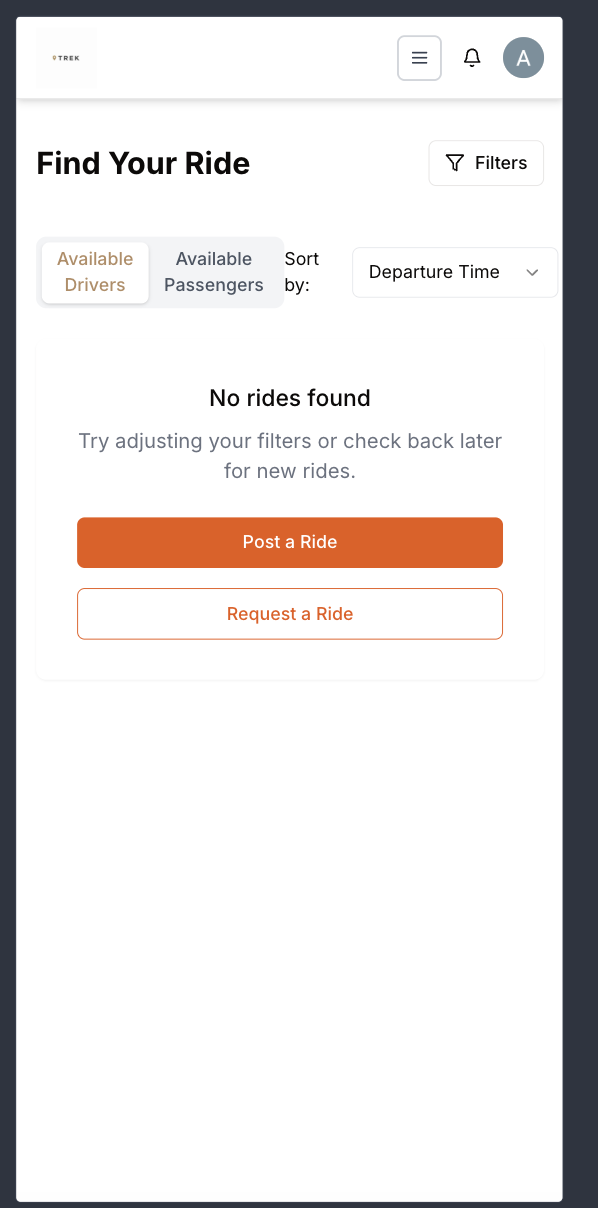 TREK
A
Find Your Ride
Filters
Available
Drivers
Available
Passengers
Sort
by:
Departure Time
No rides found
Try adjusting your filters or check back later
for new rides.
Post a Ride
Request a Ride